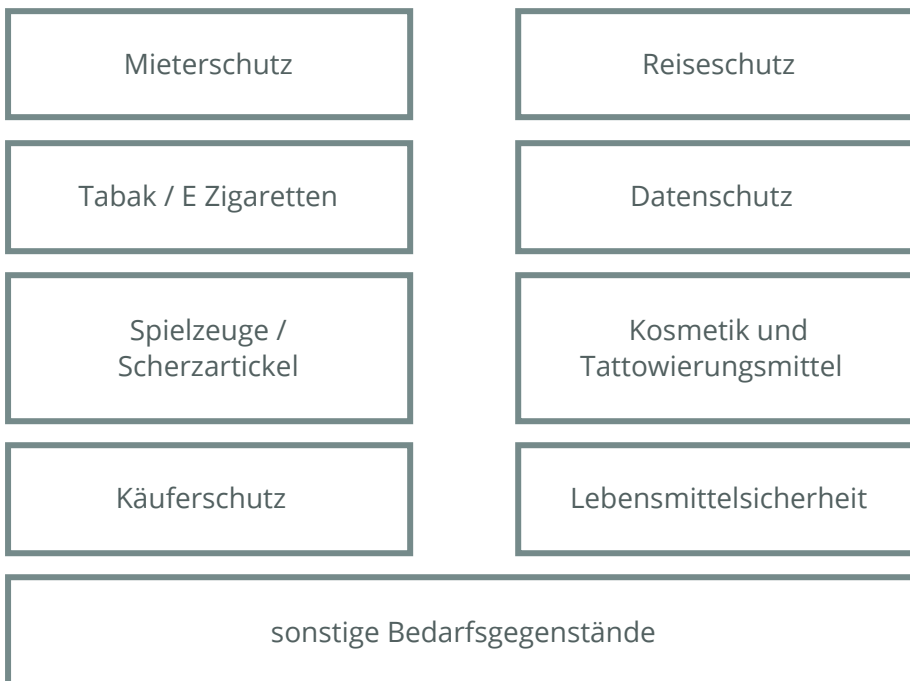 Mieterschutz
Reiseschutz
Tabak / E Zigaretten
Datenschutz
Spielzeuge /
Scherzartickel
Kosmetik und
Tattowierungsmittel
Käuferschutz
Lebensmittelsicherheit
sonstige Bedarfsgegenstände